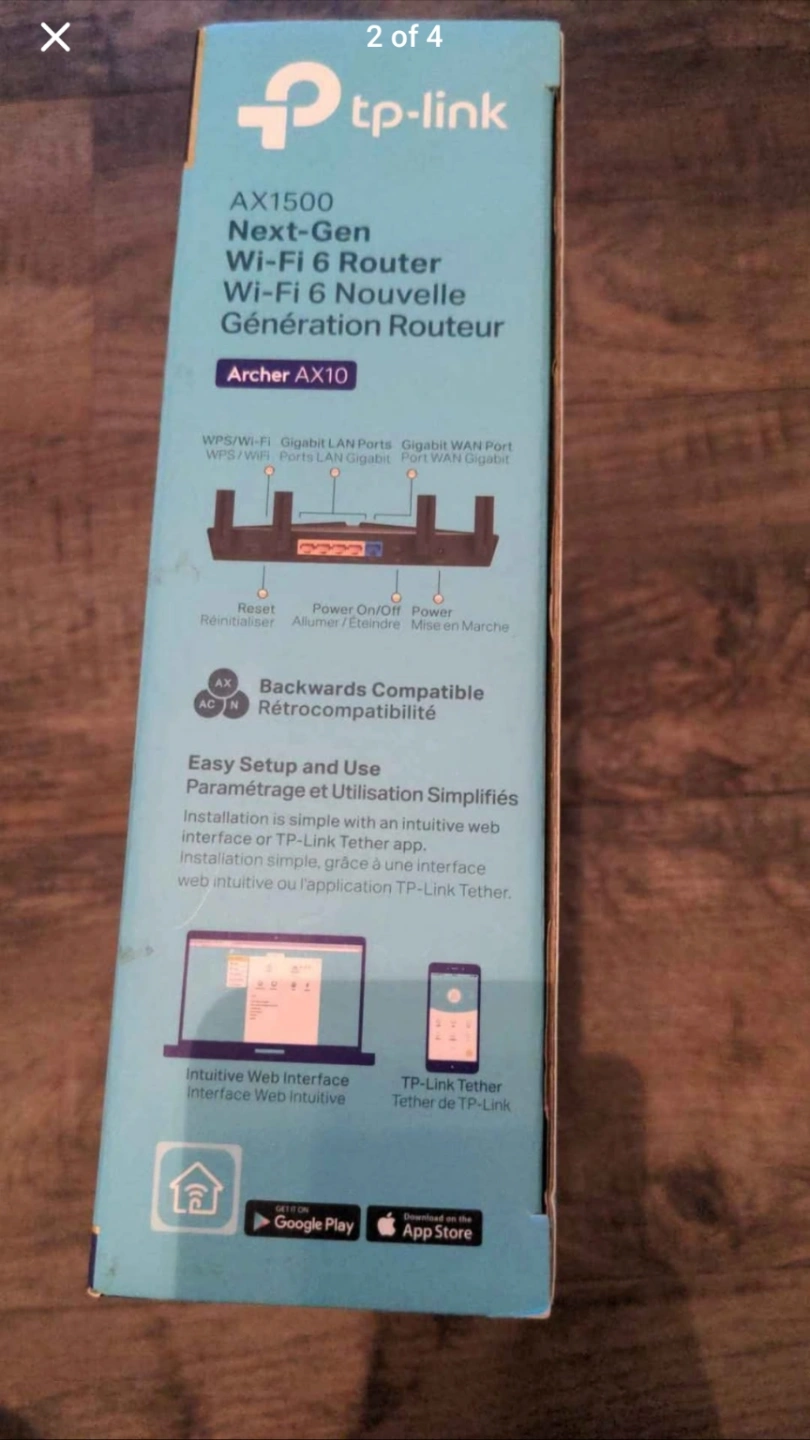 2 of 4
tp-link
AX1500
Next-Gen
Wi-Fi 6 Router
Wi-Fi 6 Nouvelle
Génération Routeur
Archer AX10
WPS/Wi-Fi Gigabit LAN Ports Gigabit WAN Port
WPS / WiFi Ports LAN Gigabit Port WAN Gigabit
Reset Power On/Off Power
Réinitialiser Allumer / Éteindre Mise en Marche
AX
AC N
Backwards Compatible
Rétrocompatibilité
Easy Setup and Use
Paramétrage et Utilisation Simplifiés
Installation is simple with an intuitive web
interface or TP-Link Tether app.
Installation simple, grâce à une interface
web intuitive ou l'application TP-Link Tether.
Intuitive Web Interface
Interface Web Intuitive
TP-Link Tether
Tether de TP-Link
GET IT ON
Google Play
Download on the
App Store